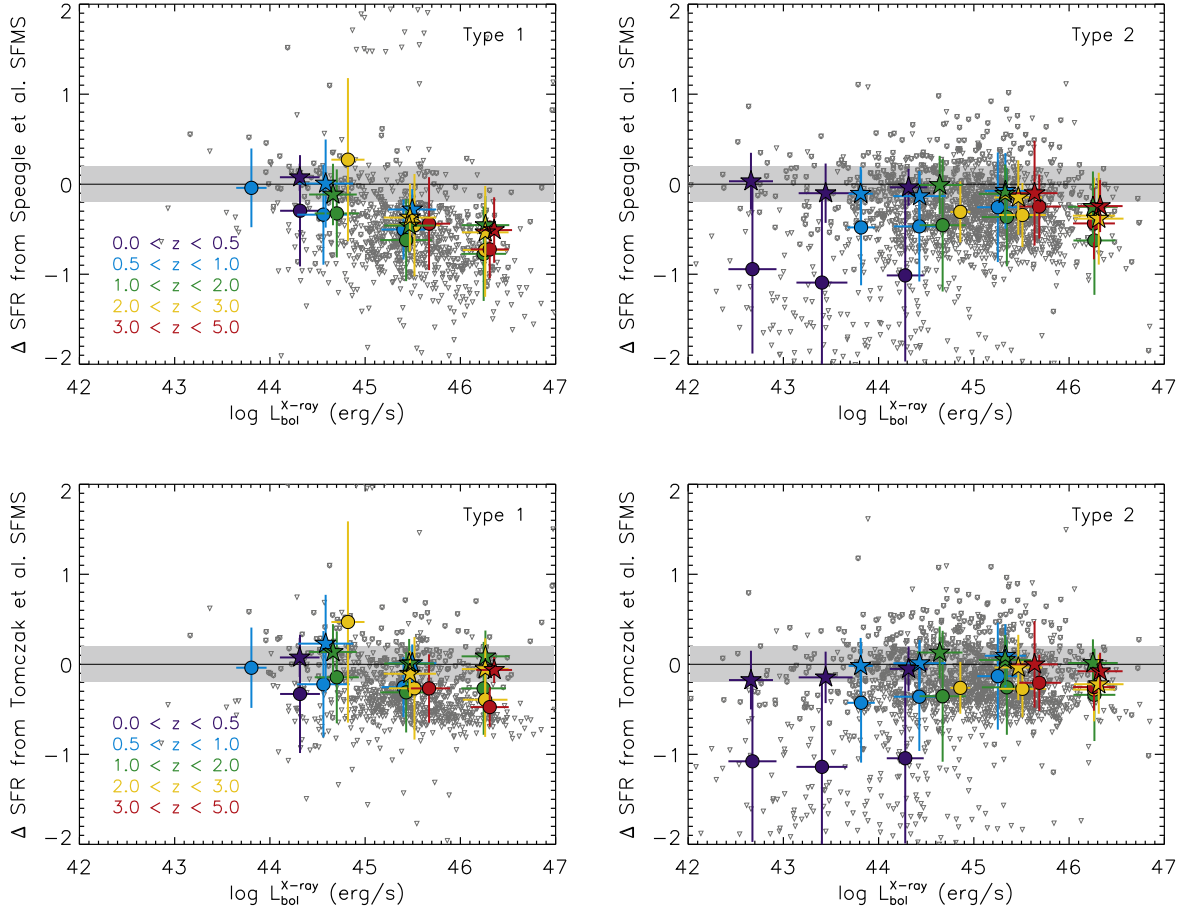 Δ SFR from Speagle et al. SFMS
2
1
0
−1
−2
Type 1
0.0 < z < 0.5
0.5 < z < 1.0
1.0 < z < 2.0
2.0 < z < 3.0
3.0 < z < 5.0
42 43 44 45 46 47
log L_bol^X-ray (erg/s)
Δ SFR from Speagle et al. SFMS
2
1
0
−1
−2
Type 2
42 43 44 45 46 47
log L_bol^X-ray (erg/s)
Δ SFR from Tomczak et al. SFMS
2
1
0
−1
−2
Type 1
0.0 < z < 0.5
0.5 < z < 1.0
1.0 < z < 2.0
2.0 < z < 3.0
3.0 < z < 5.0
42 43 44 45 46 47
log L_bol^X-ray (erg/s)
Δ SFR from Tomczak et al. SFMS
2
1
0
−1
−2
Type 2
42 43 44 45 46 47
log L_bol^X-ray (erg/s)